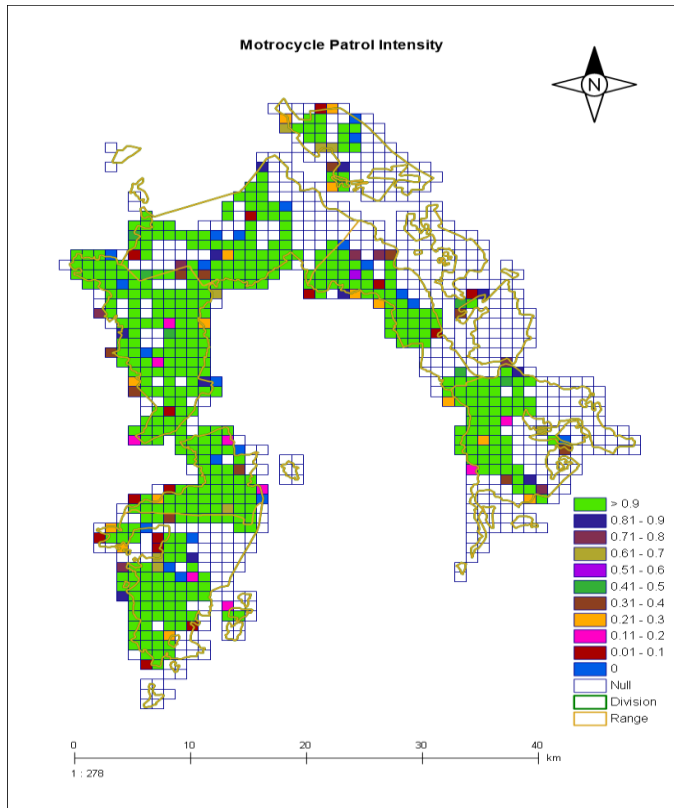 Motrocycle Patrol Intensity
N
> 0.9
0.81 - 0.9
0.71 - 0.8
0.61 - 0.7
0.51 - 0.6
0.41 - 0.5
0.31 - 0.4
0.21 - 0.3
0.11 - 0.2
0.01 - 0.1
0
Null
Division
Range
0 10 20 30 40 km
1 : 278